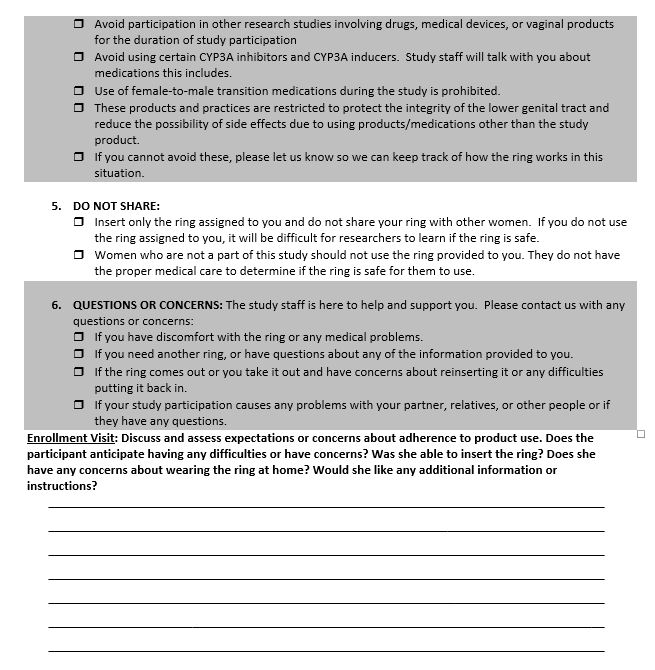 ❒ Avoid participation in other research studies involving drugs, medical devices, or vaginal products
for the duration of study participation
❒ Avoid using certain CYP3A inhibitors and CYP3A inducers.  Study staff will talk with you about
medications this includes.
❒ Use of female-to-male transition medications during the study is prohibited.
❒ These products and practices are restricted to protect the integrity of the lower genital tract and
reduce the possibility of side effects due to using products/medications other than the study
product.
❒ If you cannot avoid these, please let us know so we can keep track of how the ring works in this
situation.
5. DO NOT SHARE:
❒ Insert only the ring assigned to you and do not share your ring with other women.  If you do not use
the ring assigned to you, it will be difficult for researchers to learn if the ring is safe.
❒ Women who are not a part of this study should not use the ring provided to you. They do not have
the proper medical care to determine if the ring is safe for them to use.
6. QUESTIONS OR CONCERNS: The study staff is here to help and support you.  Please contact us with any
questions or concerns:
❒ If you have discomfort with the ring or any medical problems.
❒ If you need another ring, or have questions about any of the information provided to you.
❒ If the ring comes out or you take it out and have concerns about reinserting it or any difficulties
putting it back in.
❒ If your study participation causes any problems with your partner, relatives, or other people or if
they have any questions.
Enrollment Visit: Discuss and assess expectations or concerns about adherence to product use. Does the
participant anticipate having any difficulties or have concerns? Was she able to insert the ring? Does she
have any concerns about wearing the ring at home? Would she like any additional information or
instructions?